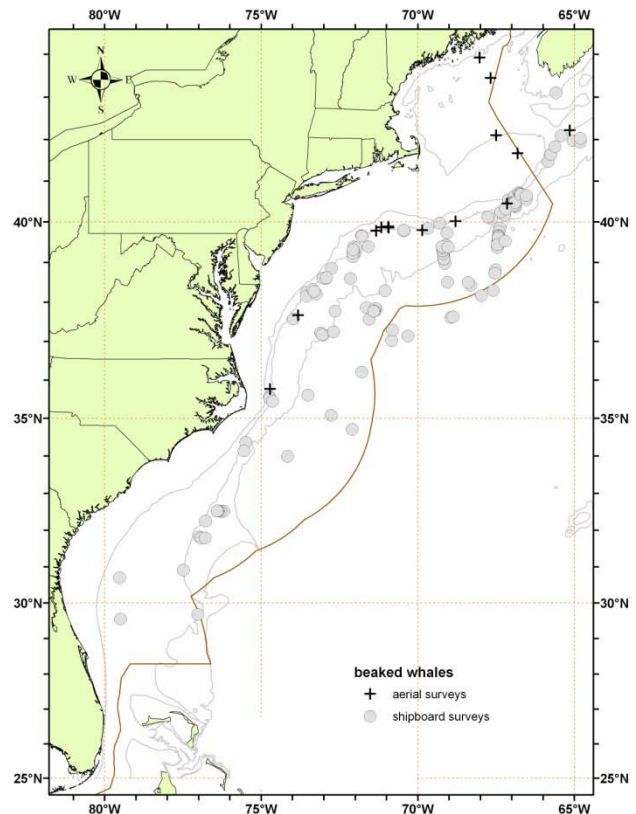 80°W 75°W 70°W 65°W
N
W E
S
40°N 40°N
35°N 35°N
30°N 30°N
beaked whales
aerial surveys
shipboard surveys
25°N 25°N
80°W 75°W 70°W 65°W